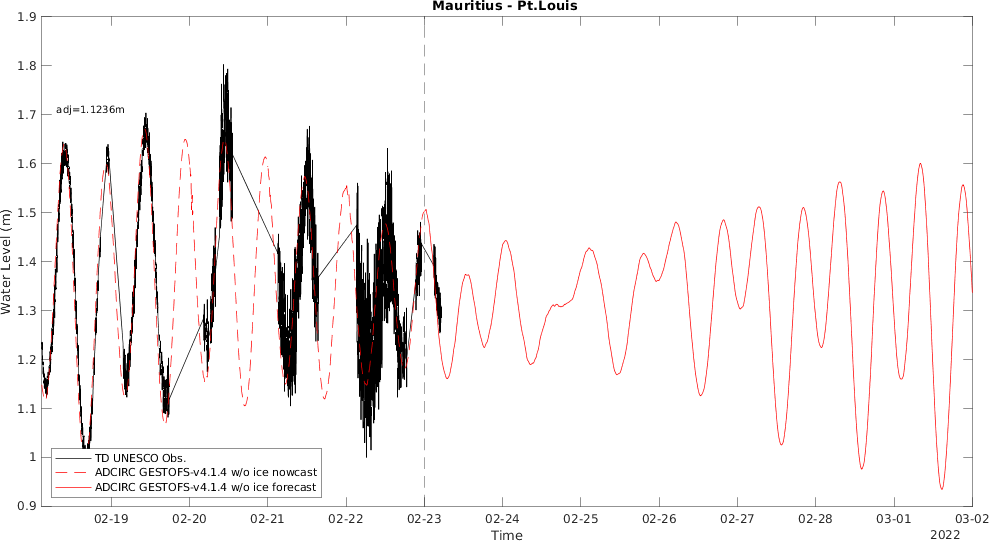 Mauritius - Pt.Louis
1.9
1.8
1.7
1.6
1.5
1.4
1.3
1.2
1.1
1
0.9
Water Level (m)
adj=1.1236m
TD UNESCO Obs.
ADCIRC GESTOFS-v4.1.4 w/o ice nowcast
ADCIRC GESTOFS-v4.1.4 w/o ice forecast
02-19 02-20 02-21 02-22 02-23 02-24 02-25 02-26 02-27 02-28 03-01 03-02
Time
2022